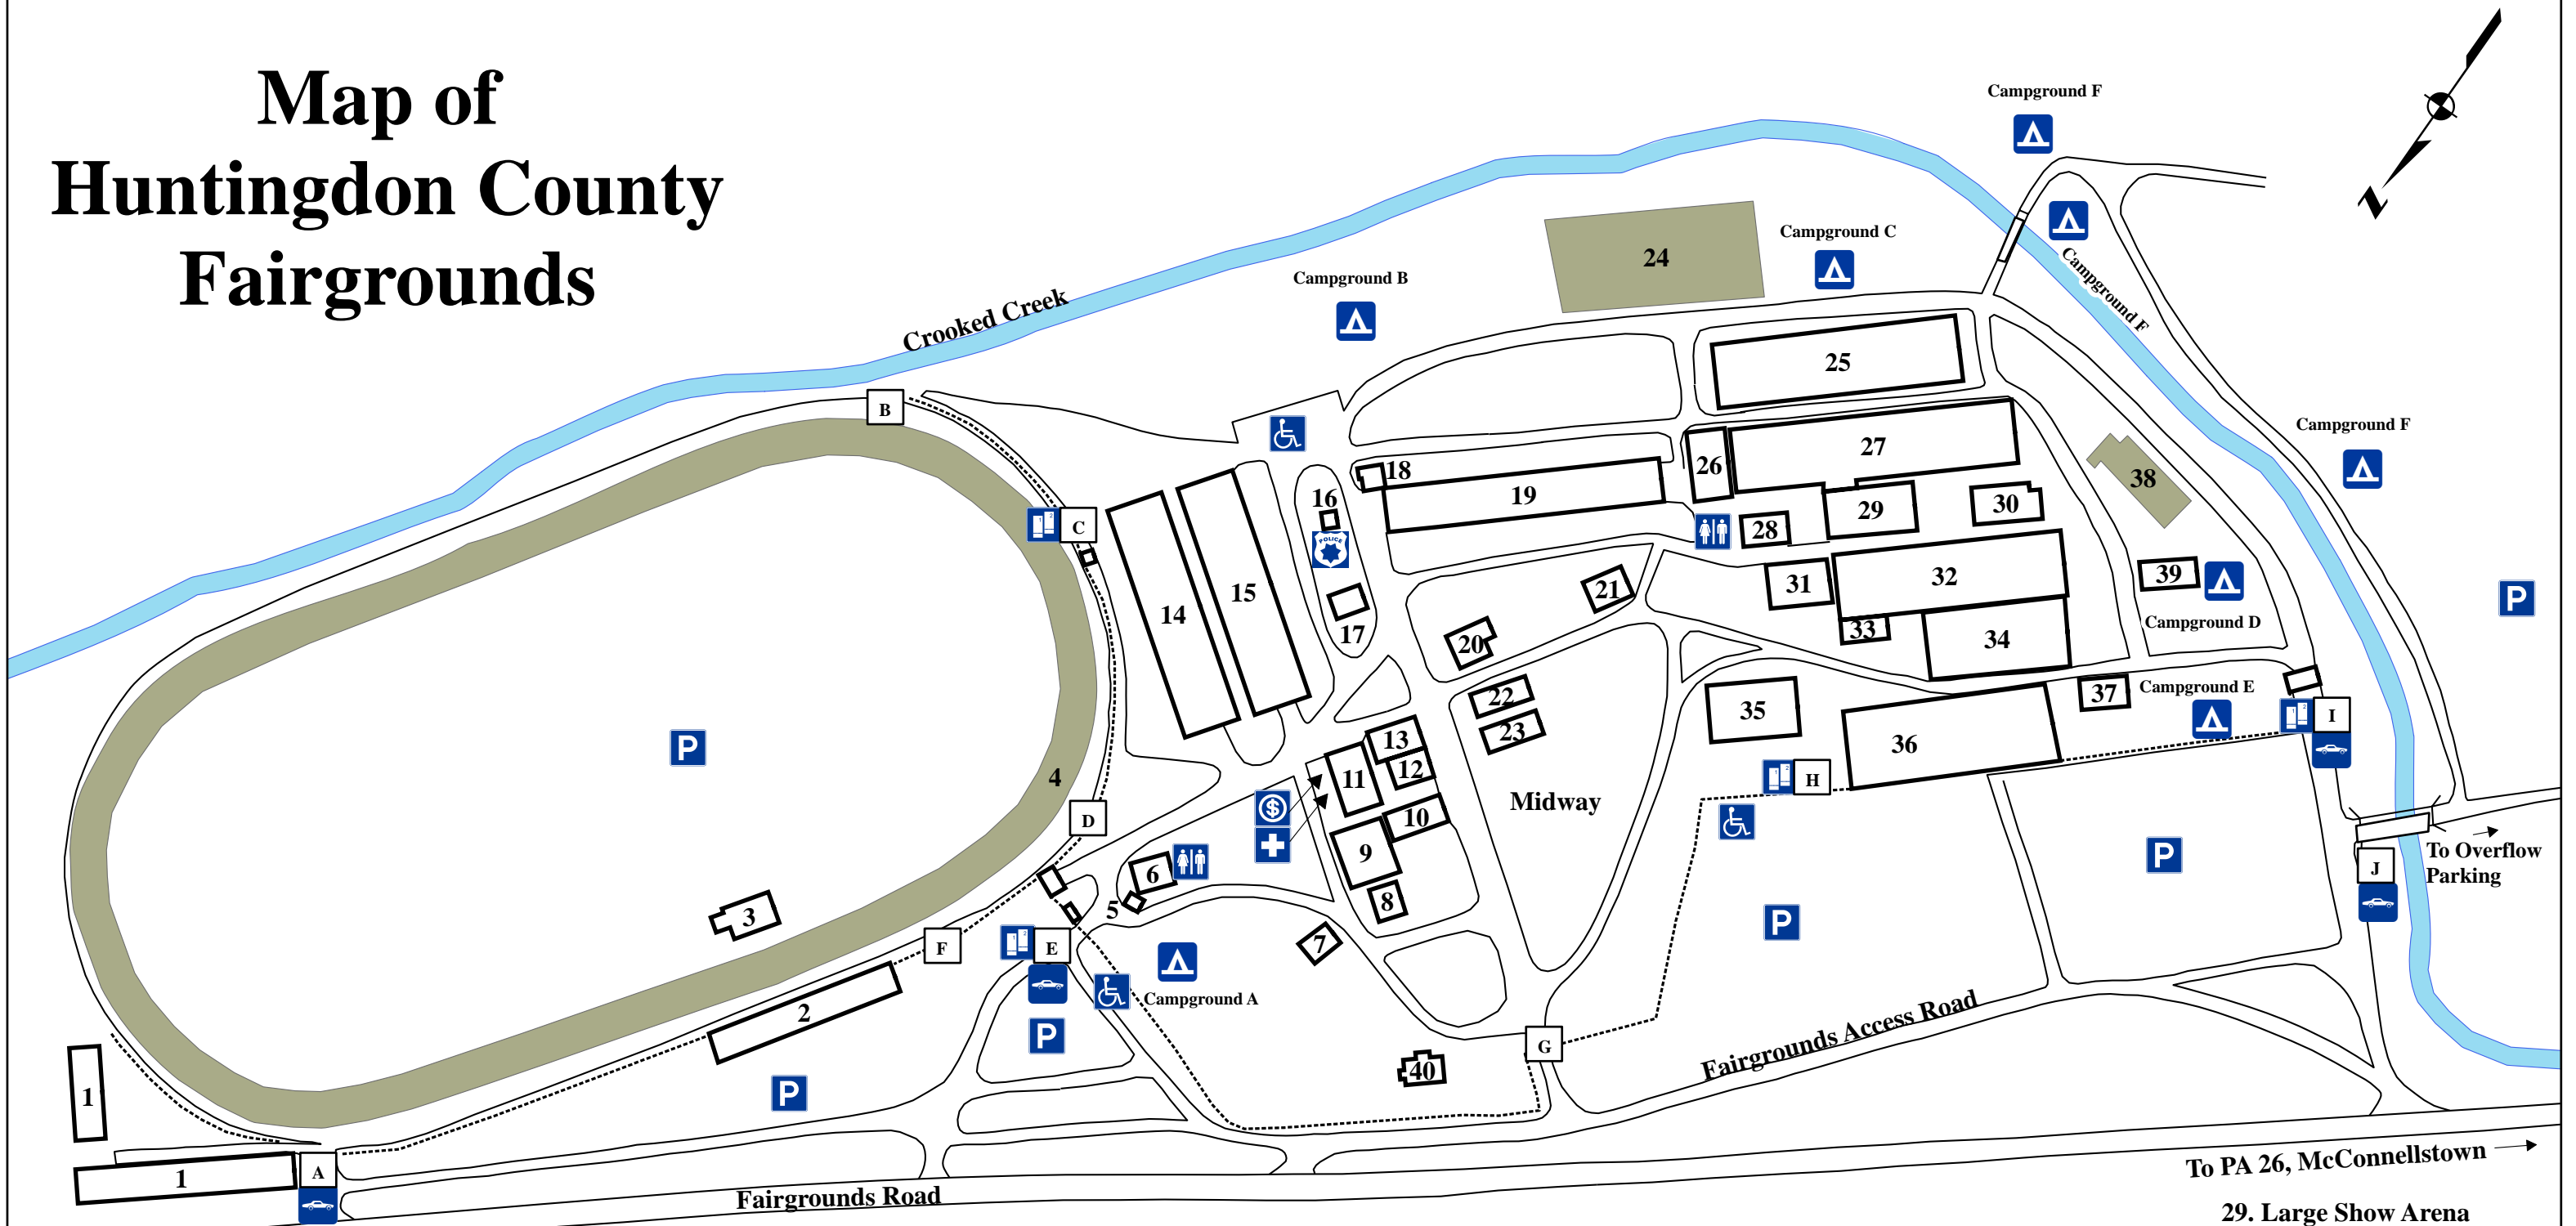 Map of
Huntingdon County
Fairgrounds
Campground F
Campground C
Campground B
Campground F
Campground F
Crooked Creek
N
24
25
B
27
26
18
19
16
POLICE
C
28
29
30
38
14
15
17
21
20
31
32
33
34
39
Campground D
P
22
23
35
36
37
Campground E
I
P
4
13
12
11
10
9
8
$
Midway
H
D
6
5
P
P
J
To Overflow
Parking
3
F
E
7
Campground A
2
P
P
G
40
Fairgrounds Access Road
1
1
A
Fairgrounds Road
To PA 26, McConnellstown
29. Large Show Arena